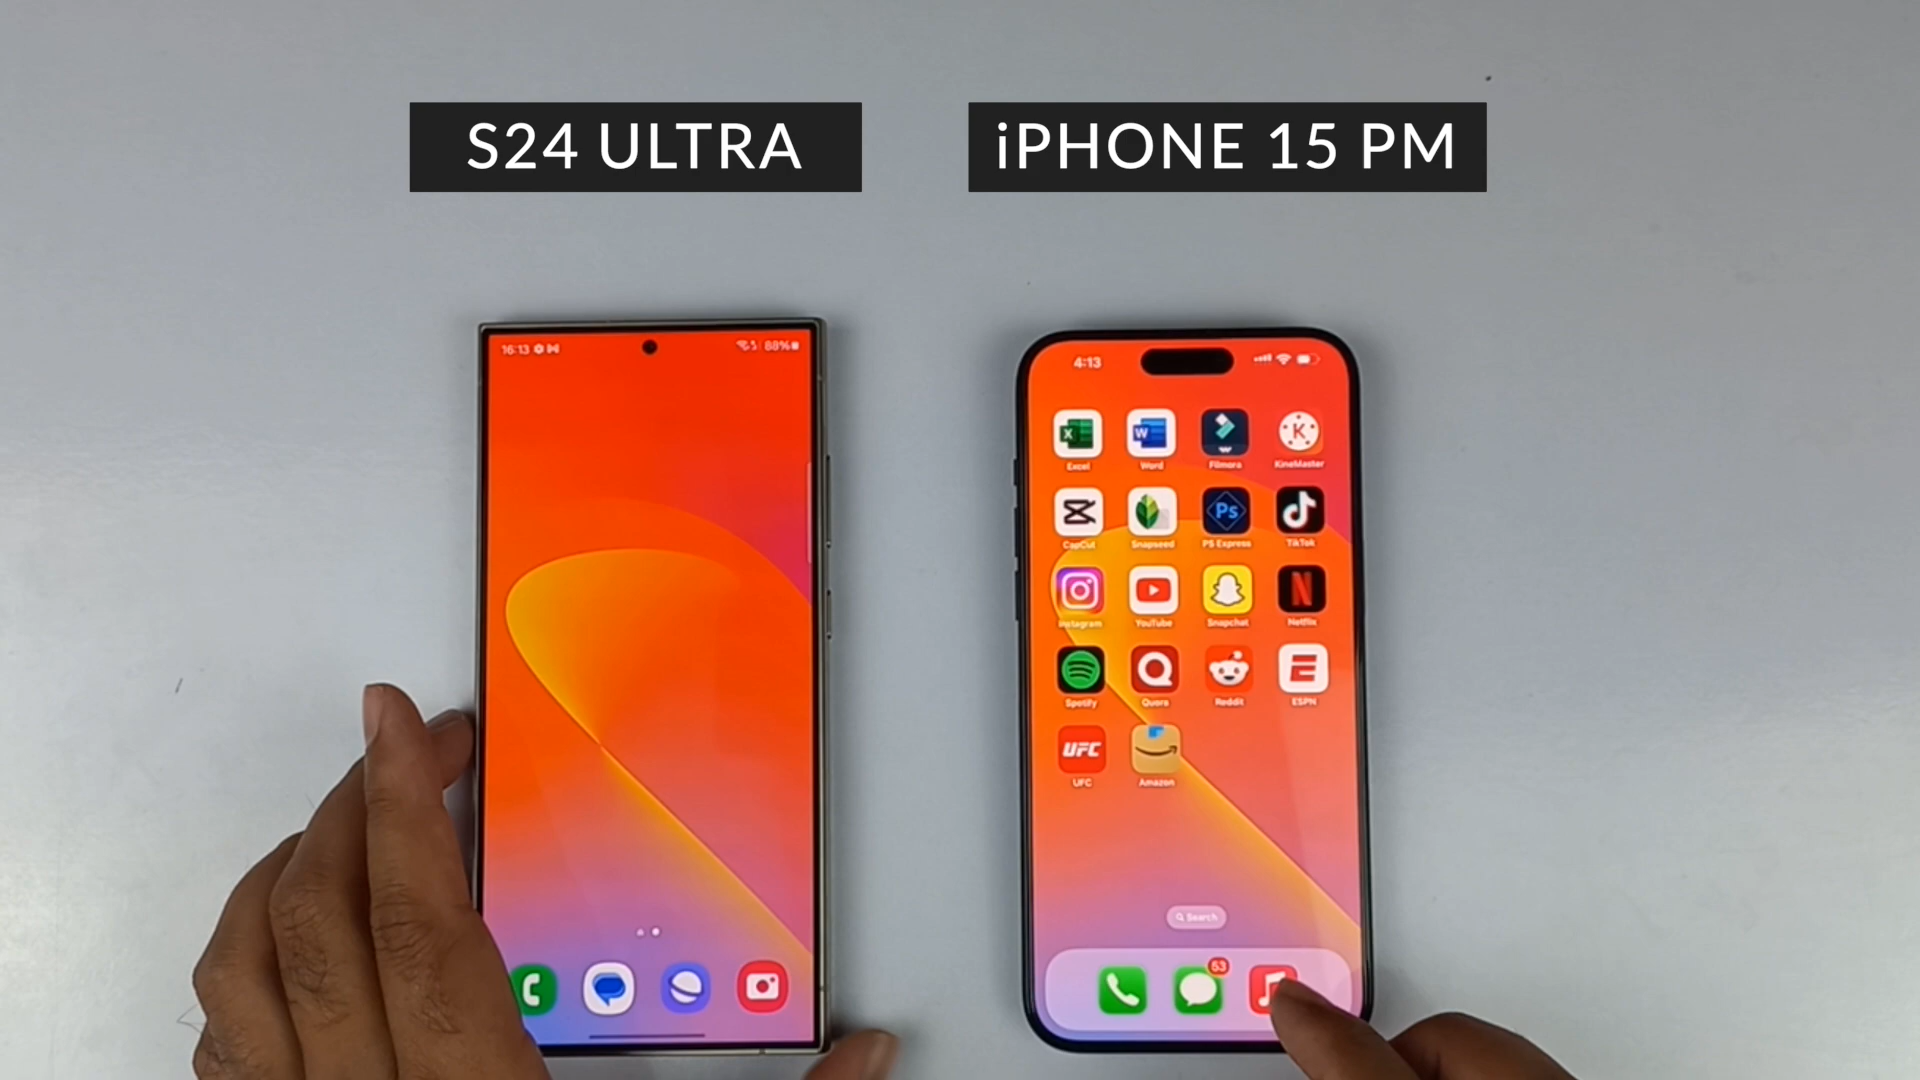 S24 ULTRA
iPHONE 15 PM
16:13
88%
4:13
Excel
Word
Filmora
KineMaster
CapCut
Snapseed
PS Express
TikTok
Instagram
YouTube
Snapchat
Netflix
Spotify
Quora
Reddit
ESPN
UFC
UFC
Amazon
Search
53